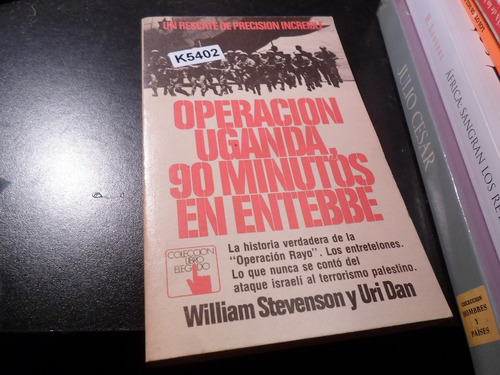 UN RESCATE DE PRECISION INCREIBLE
K5402
OPERACION
UGANDA.
90 MINUTOS
EN ENTEBBE
COLECCION
LIBRO
ELEGIDO
La historia verdadera de la
"Operación Rayo". Los entretelones.
Lo que nunca se contó del
ataque israelí al terrorismo palestino.
William Stevenson y Uri Dan
JULIO CESAR
ÁFRICA: SANGRAN LOS RE
COLECCION
HOMBRES
Y
PAÍSES